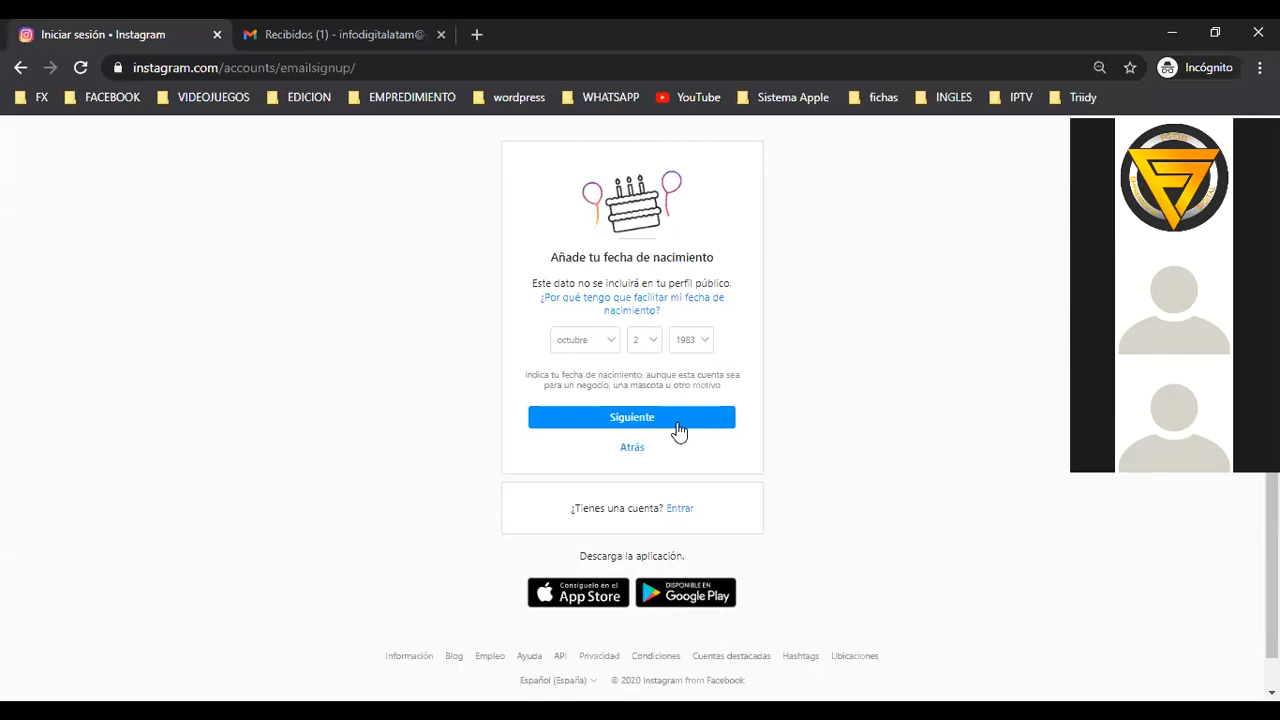 Iniciar sesión • Instagram
Recibidos (1) - infodigitalatam@
instagram.com/accounts/emailsignup/
Incógnito
FX
FACEBOOK
VIDEOJUEGOS
EDICION
EMPREDIMIENTO
wordpress
WHATSAPP
YouTube
Sistema Apple
fichas
INGLES
IPTV
Triidy
Añade tu fecha de nacimiento
Este dato no se incluirá en tu perfil público.
¿Por qué tengo que facilitar mi fecha de
nacimiento?
octubre
2
1983
Indica tu fecha de nacimiento, aunque esta cuenta sea
para un negocio, una mascota u otro motivo
Siguiente
Atrás
¿Tienes una cuenta? Entrar
Descarga la aplicación.
Consíguelo en el
App Store
DISPONIBLE EN
Google Play
Información Blog Empleo Ayuda API Privacidad Condiciones Cuentas destacadas Hashtags Ubicaciones
Español (España) © 2020 Instagram from Facebook